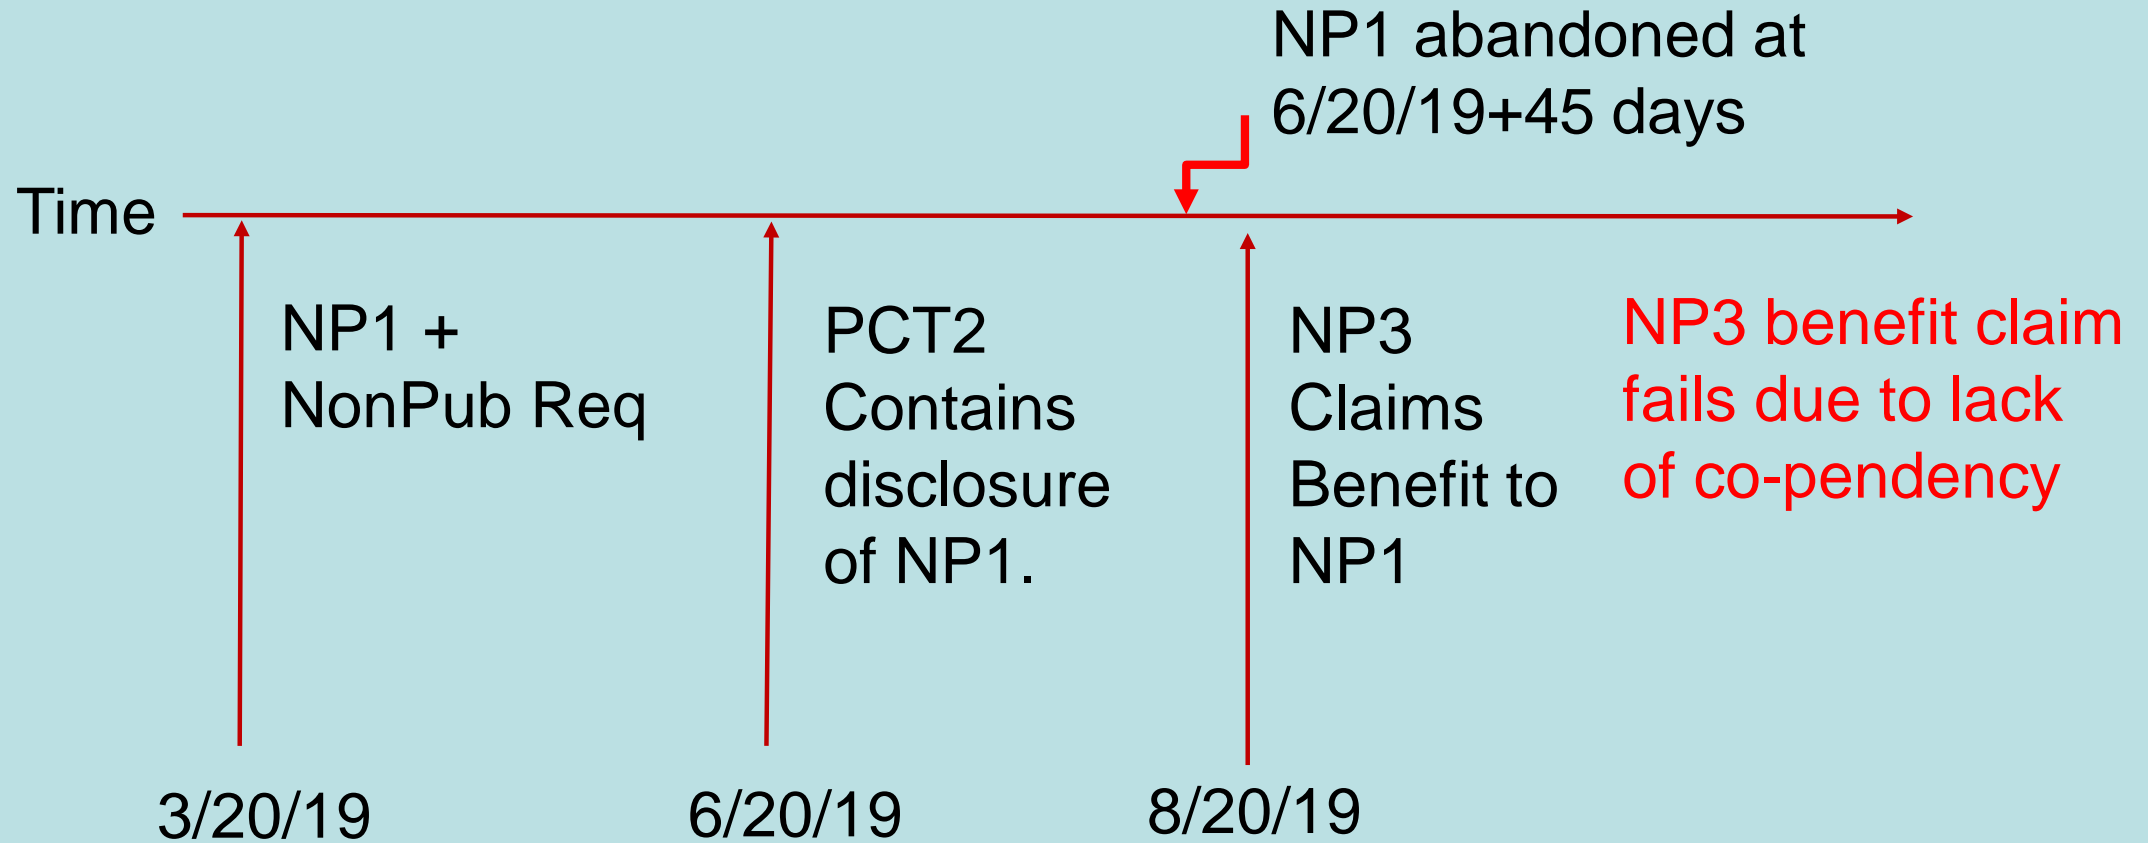 NP1 abandoned at
6/20/19+45 days
Time
NP1 +
NonPub Req
PCT2
Contains
disclosure
of NP1.
NP3
Claims
Benefit to
NP1
NP3 benefit claim
fails due to lack
of co-pendency
3/20/19
6/20/19
8/20/19